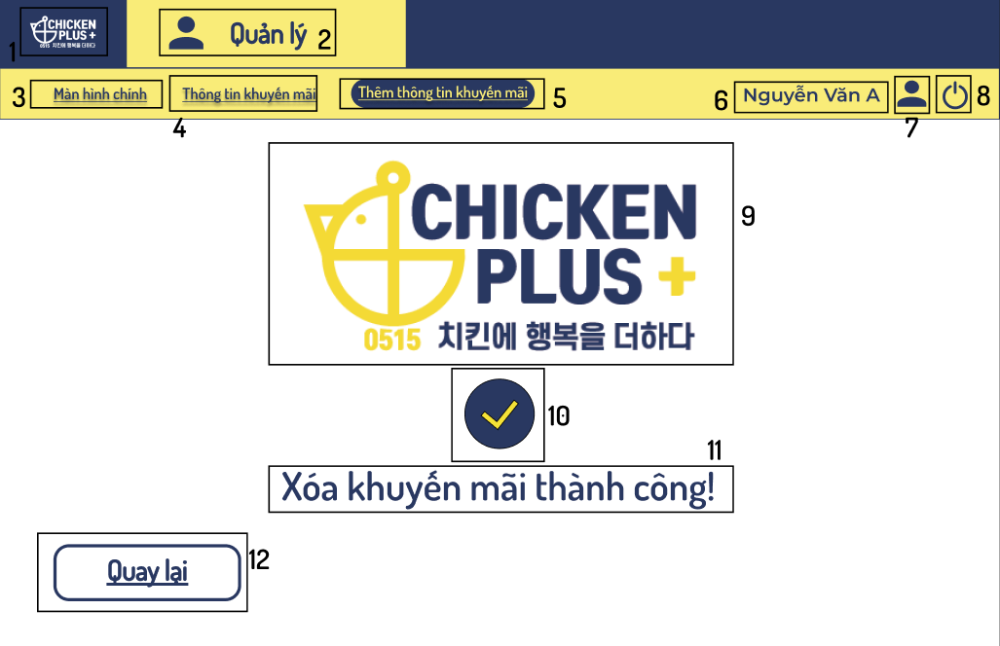 CHICKEN
PLUS +
0515 치킨에 행복을 더하다
1
Quản lý
2
3
Màn hình chính
Thông tin khuyến mãi
4
Thêm thông tin khuyến mãi
5
6
Nguyễn Văn A
7
8
CHICKEN
PLUS +
0515 치킨에 행복을 더하다
9
10
11
Xóa khuyến mãi thành công!
Quay lại
12